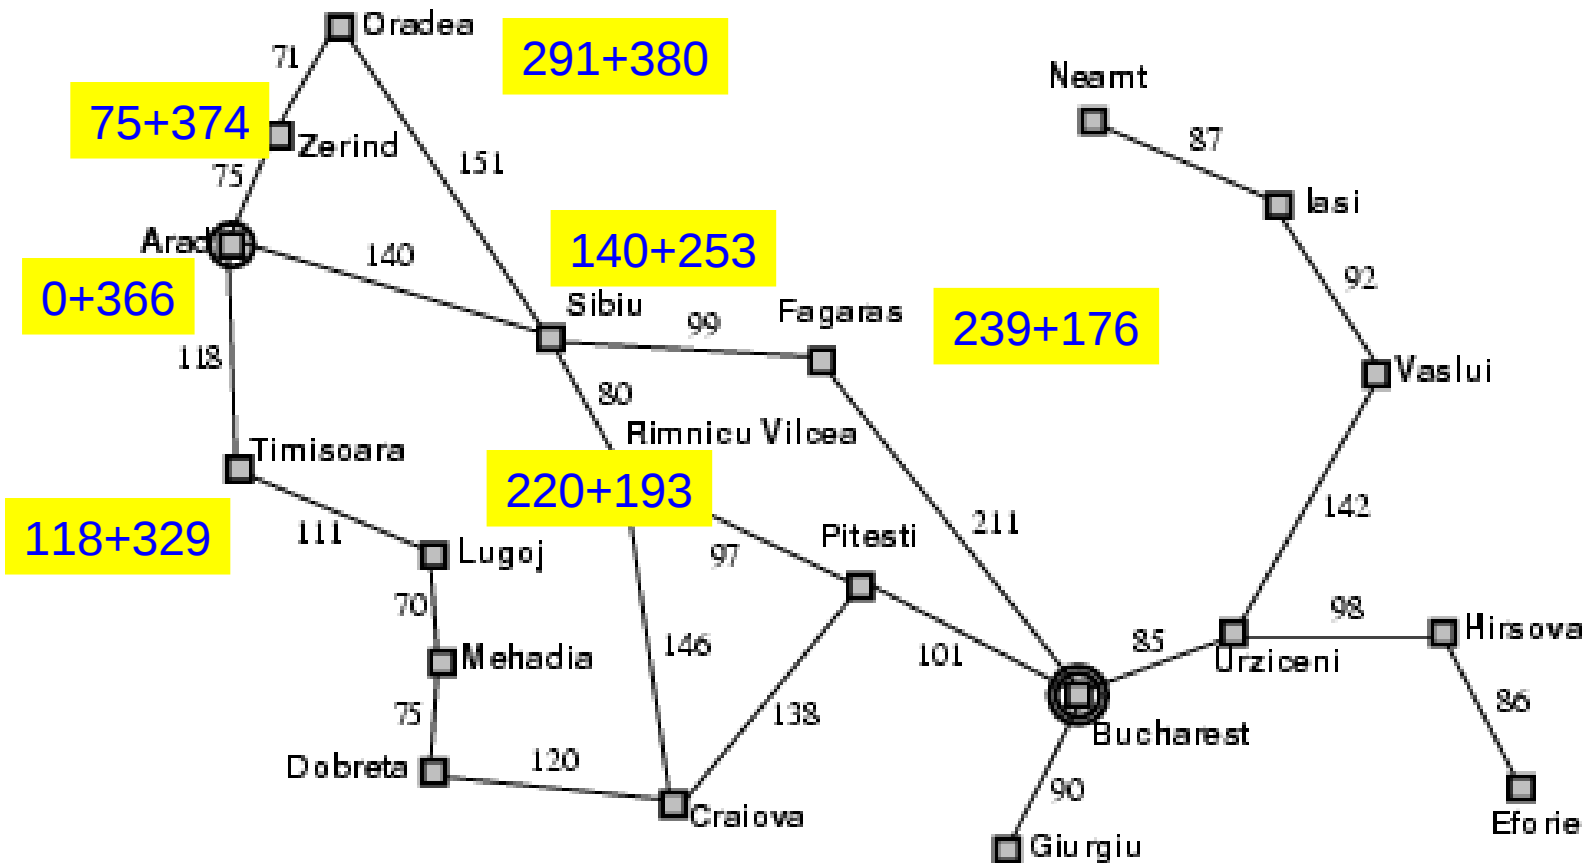 Oradea
291+380
71
Neamt
75+374
Zerind
87
151
75
Iasi
Arad
140
140+253
0+366
Sibiu
99
Fagaras
239+176
92
118
80
Vaslui
Rimnicu Vilcea
Timisoara
220+193
118+329
111
Lugoj
97
Pitesti
211
142
70
98
Hirsova
Mehadia
146
101
85
Urziceni
75
138
86
Dobreta
120
Bucharest
90
Craiova
Eforie
Giurgiu